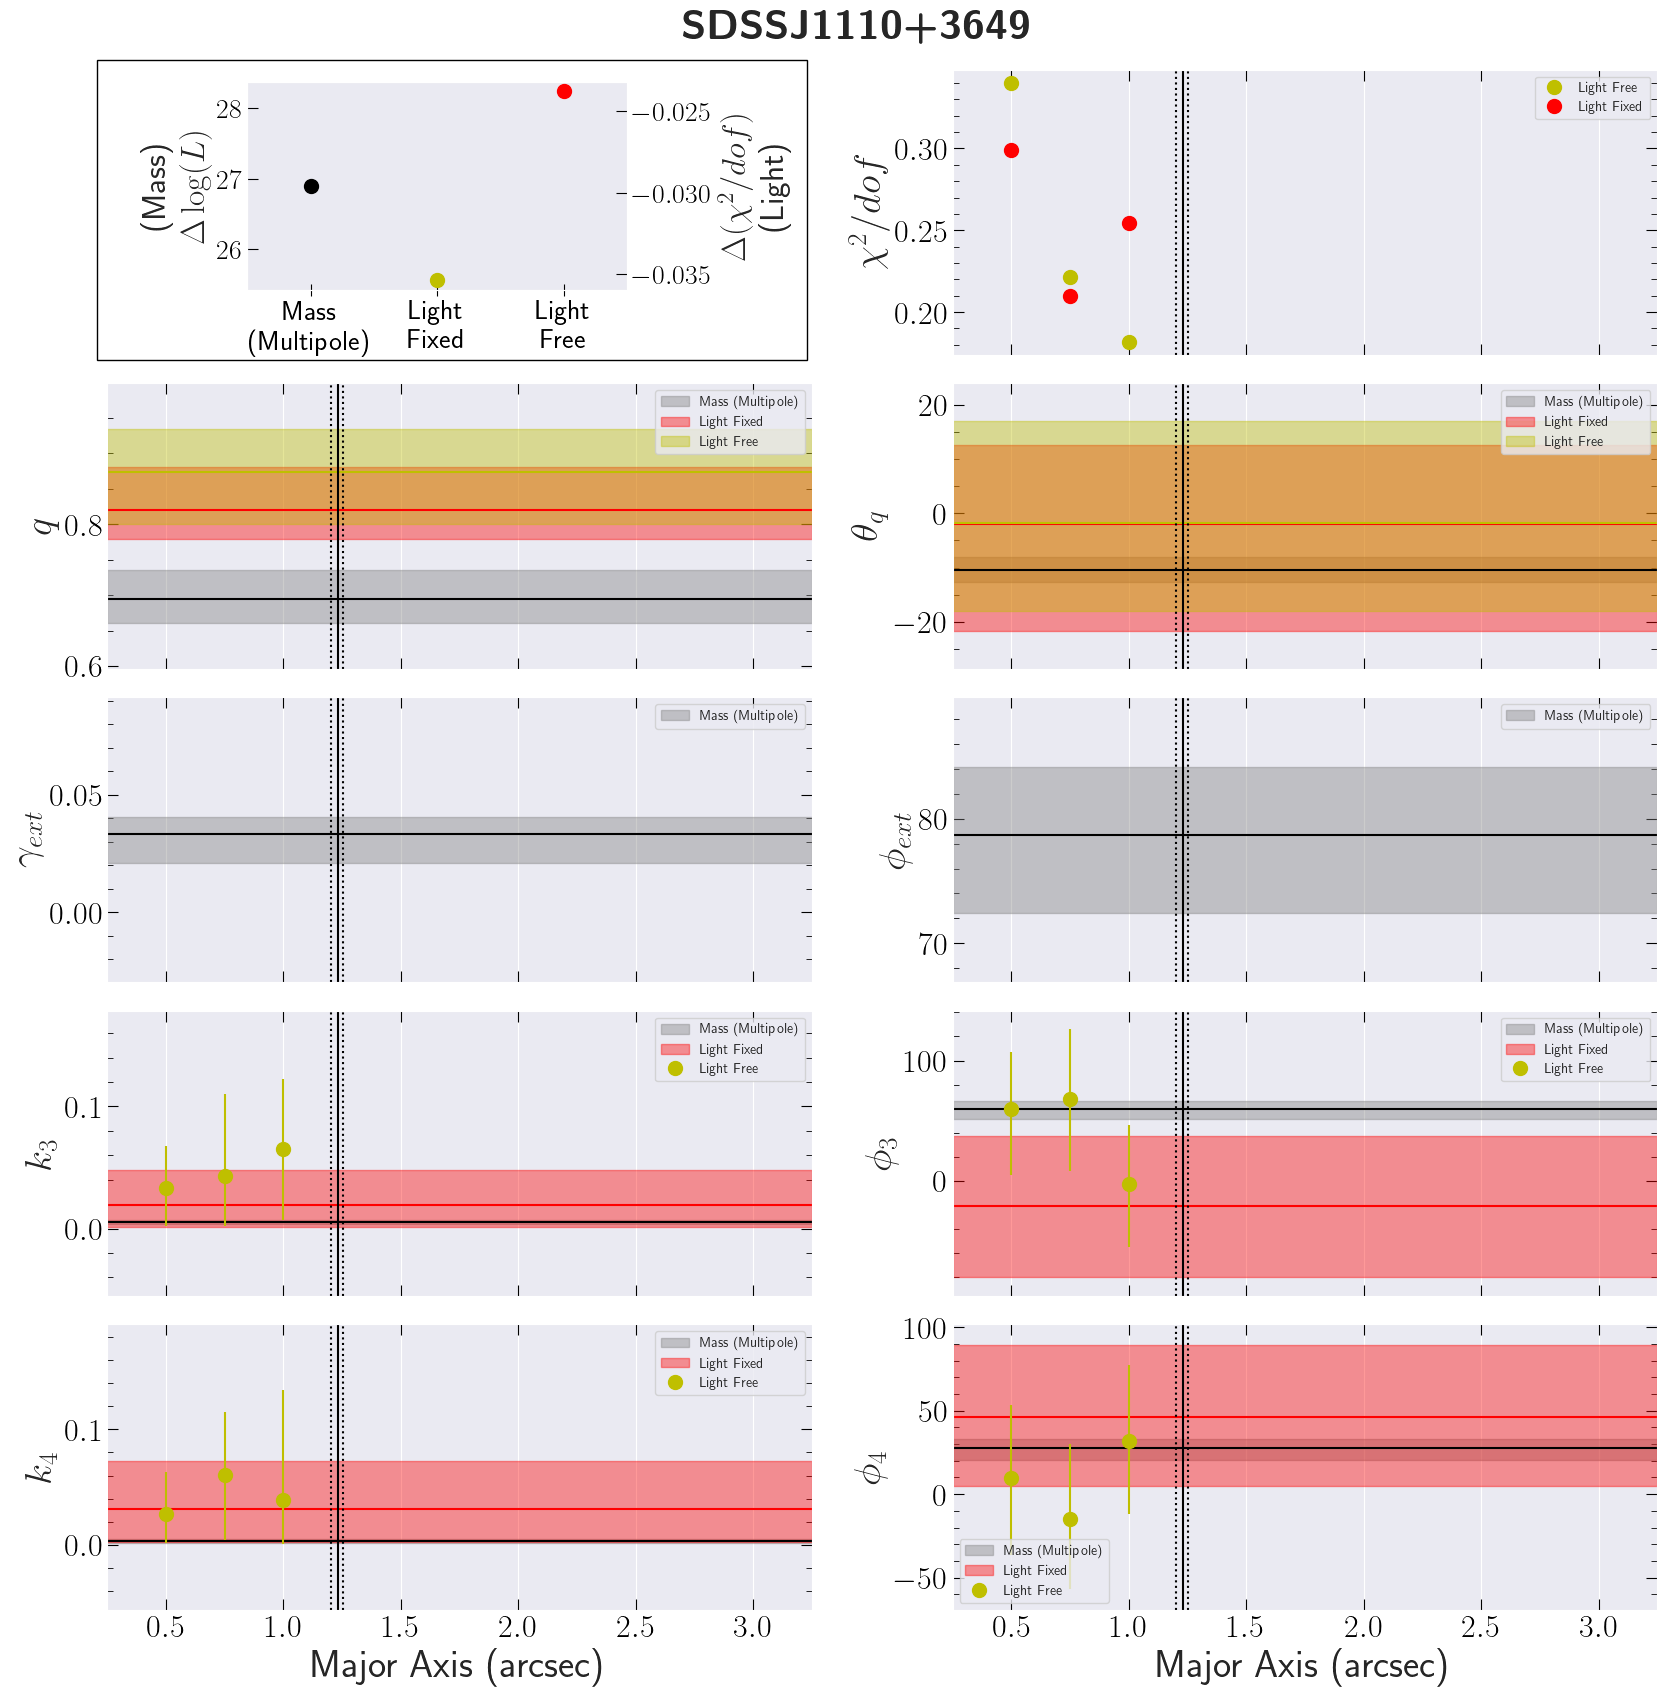 SDSSJ1110+3649
(Mass)
Δ log(L)
28
27
26
−0.025
−0.030
−0.035
Δ(χ²/dof)
(Light)
Mass
(Multipole)
Light
Fixed
Light
Free
χ²/dof
0.30
0.25
0.20
Light Free
Light Fixed
q
0.8
0.6
Mass (Multipole)
Light Fixed
Light Free
θq
20
0
−20
Mass (Multipole)
Light Fixed
Light Free
γext
0.05
0.00
Mass (Multipole)
ϕext
80
70
Mass (Multipole)
k3
0.1
0.0
Mass (Multipole)
Light Fixed
Light Free
ϕ3
100
0
Mass (Multipole)
Light Fixed
Light Free
k4
0.1
0.0
Mass (Multipole)
Light Fixed
Light Free
0.5 1.0 1.5 2.0 2.5 3.0
Major Axis (arcsec)
ϕ4
100
50
0
−50
Mass (Multipole)
Light Fixed
Light Free
0.5 1.0 1.5 2.0 2.5 3.0
Major Axis (arcsec)